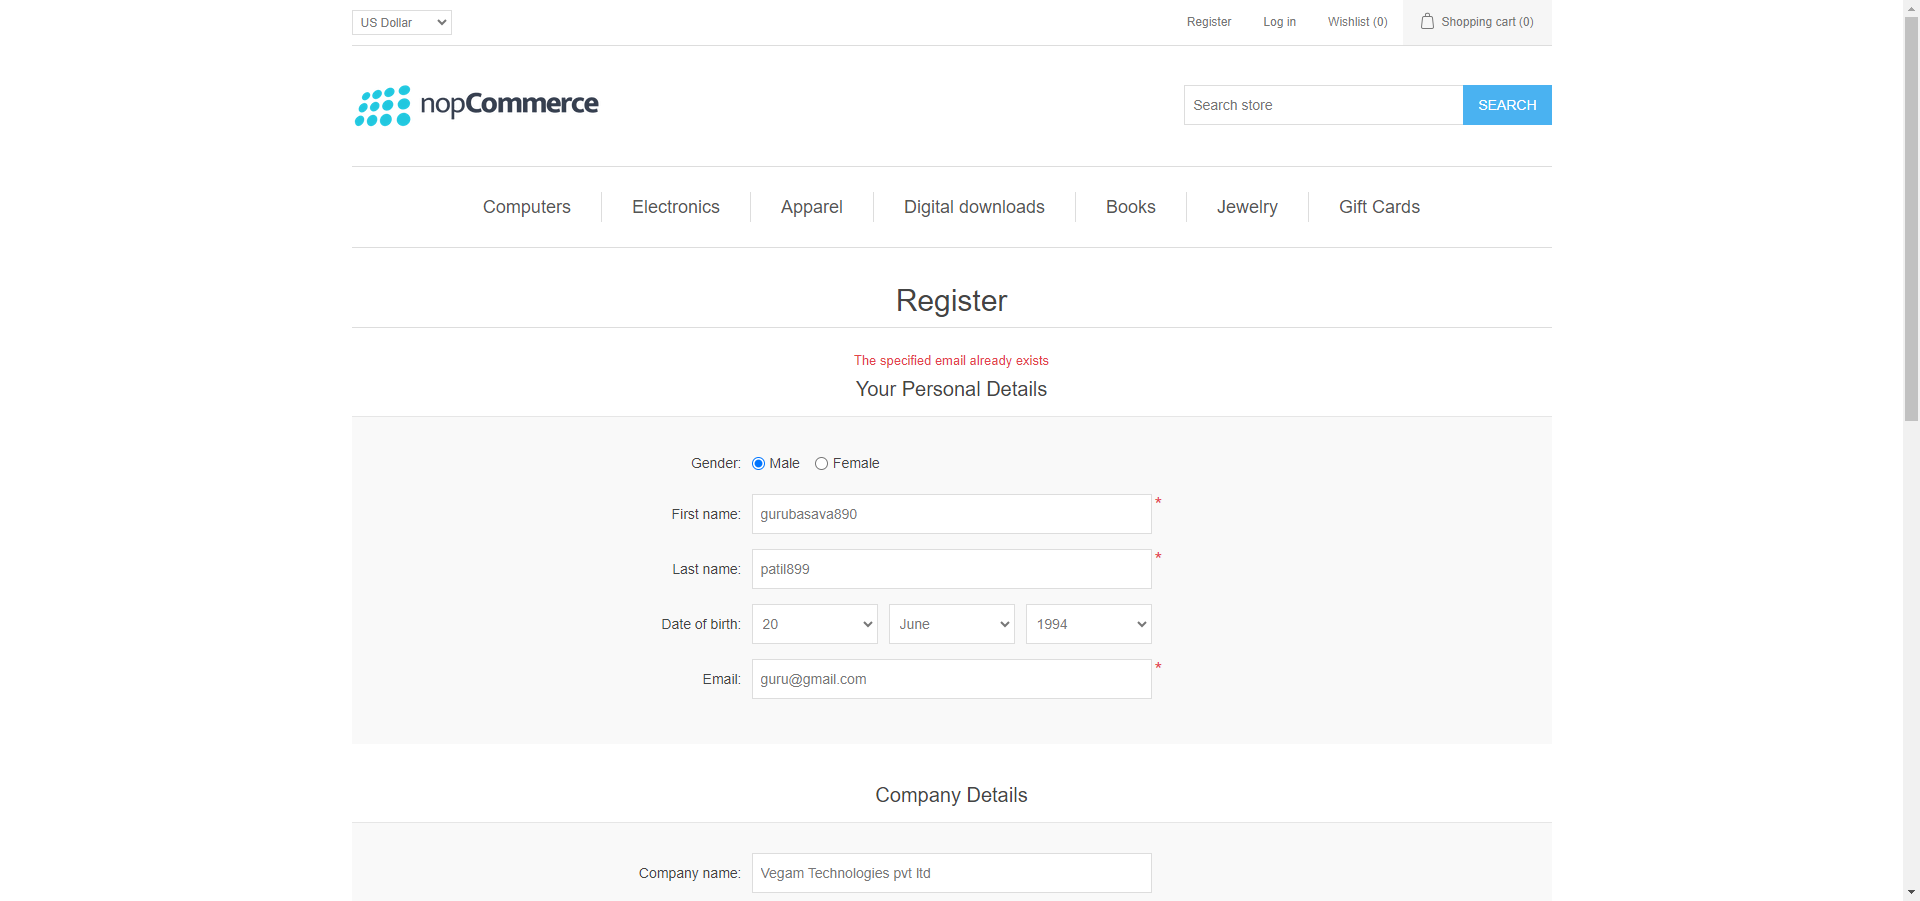 US Dollar Register Log in Wishlist (0) Shopping cart (0)
nopCommerce Search store SEARCH
Computers Electronics Apparel Digital downloads Books Jewelry Gift Cards
Register
The specified email already exists
Your Personal Details
Gender: Male Female
First name: gurubasava890 *
Last name: patil899 *
Date of birth: 20 June 1994
Email: guru@gmail.com *
Company Details
Company name: Vegam Technologies pvt ltd